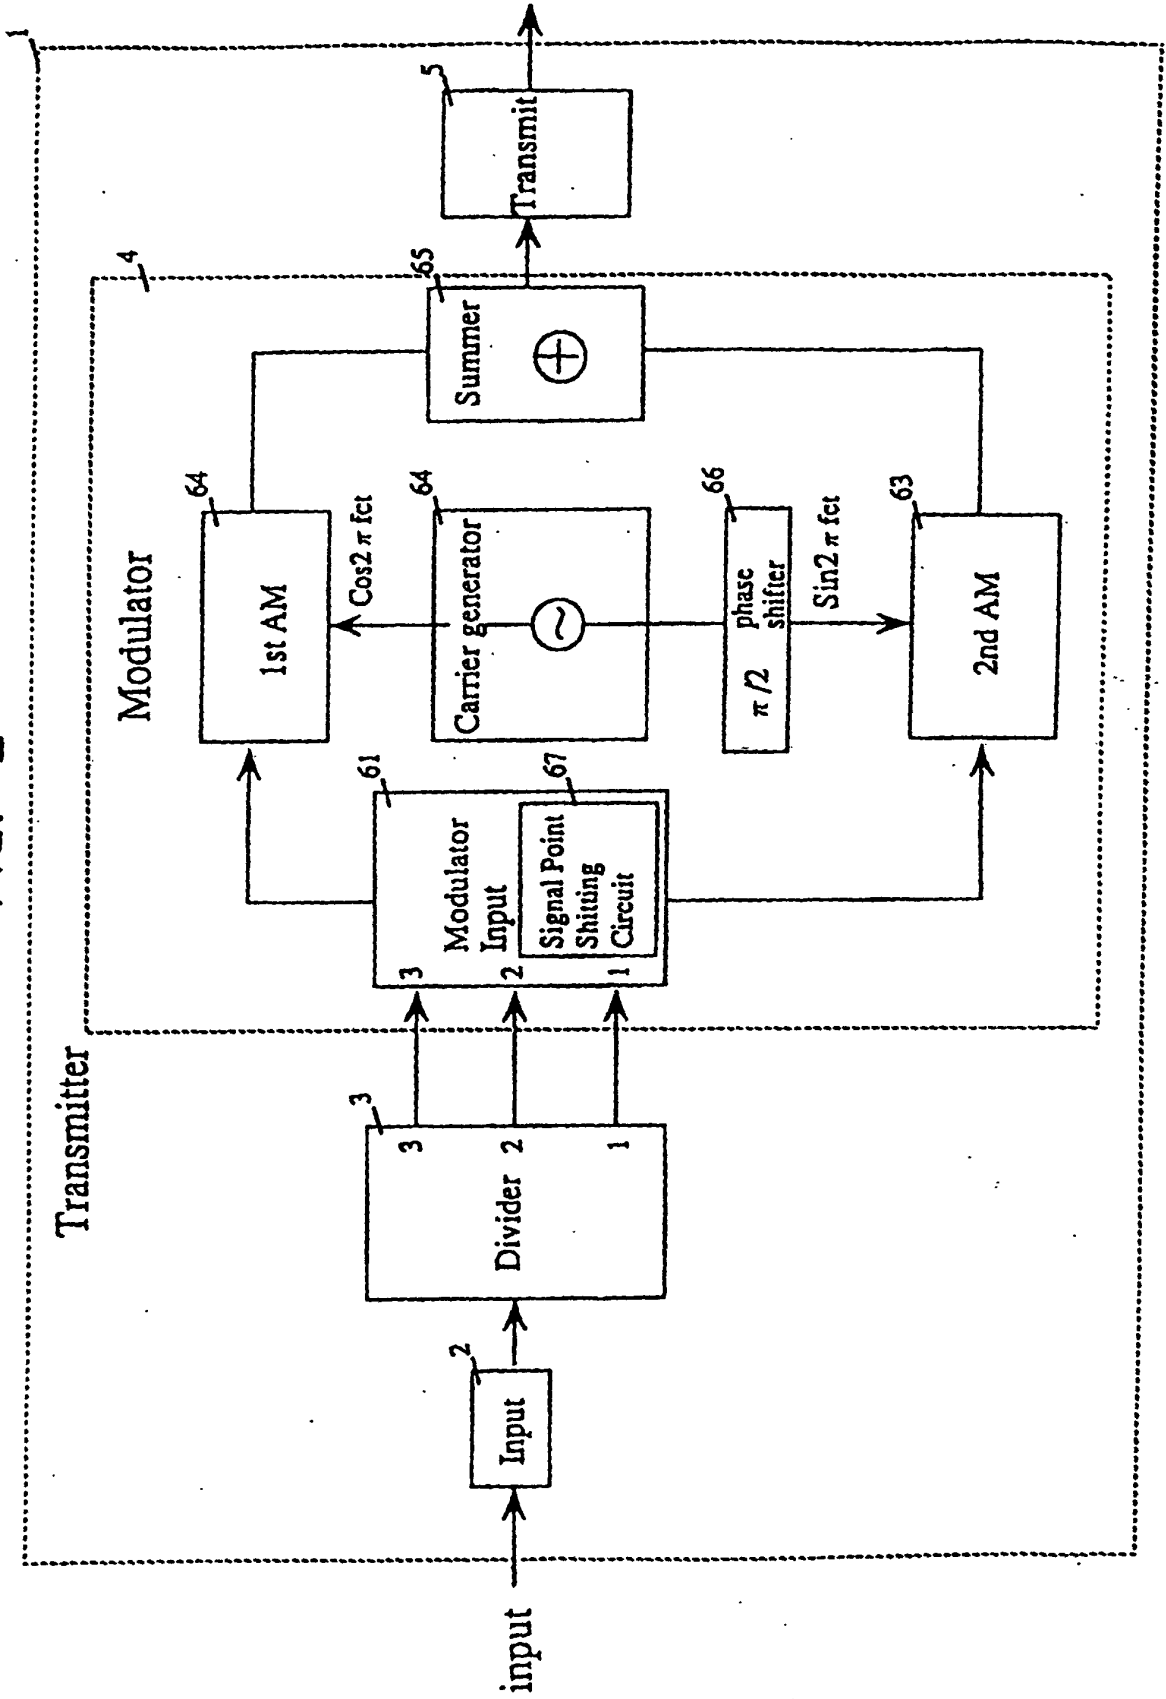 1
Transmitter
Modulator
4
input
Input
2
Divider
3
3
2
1
3
2
1
Modulator
Input
61
Signal Point
Shitting
Circuit
67
1st AM
64
Cos2 π fct
Carrier generator
64
~
π /2
phase
shifter
66
Sin2 π fct
2nd AM
63
Summer
65
+
Transmit
5